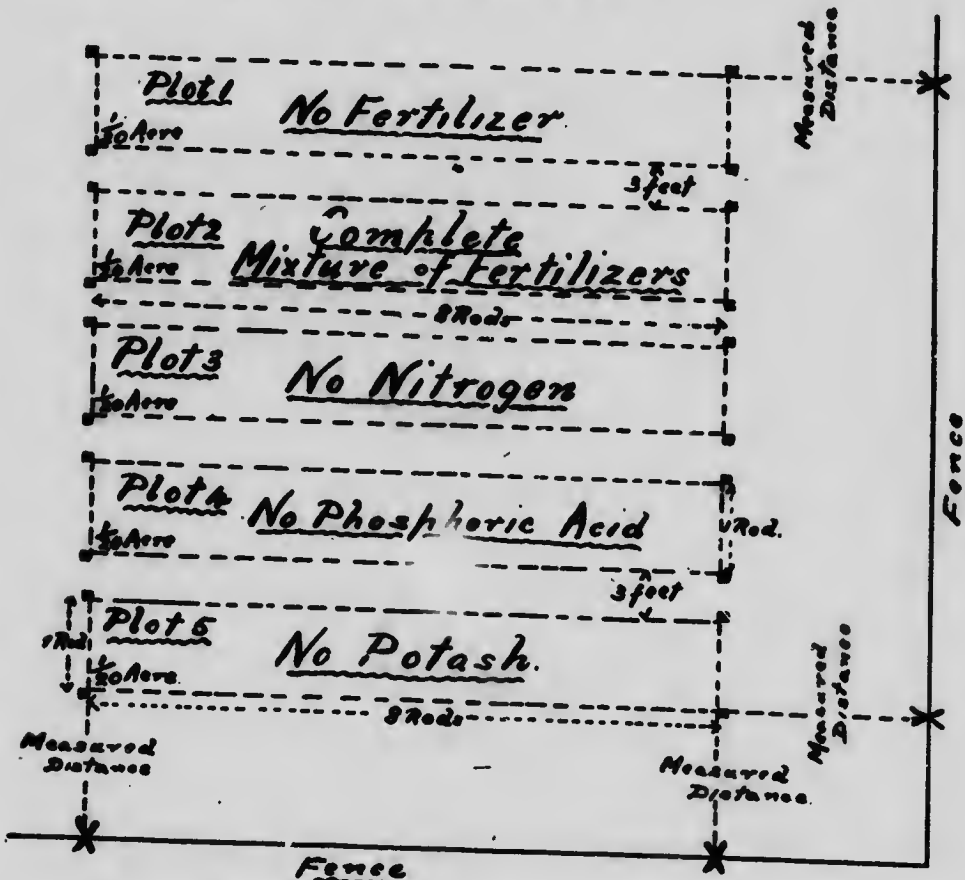 Measured
Distance
Plot 1
No Fertilizer.
1/20 Acre
3 feet
Plot 2
Complete
Mixture of Fertilizers
1/20 Acre
8 Rods
Plot 3
No Nitrogen
1/20 Acre
Fence
Plot 4
No Phosphoric Acid
1 Rod.
1/20 Acre
3 feet
1 Rod
Plot 5
No Potash.
1/20 Acre.
8 Rods
Measured
Distance
Measured
Distance
Measured
Distance.
Fence